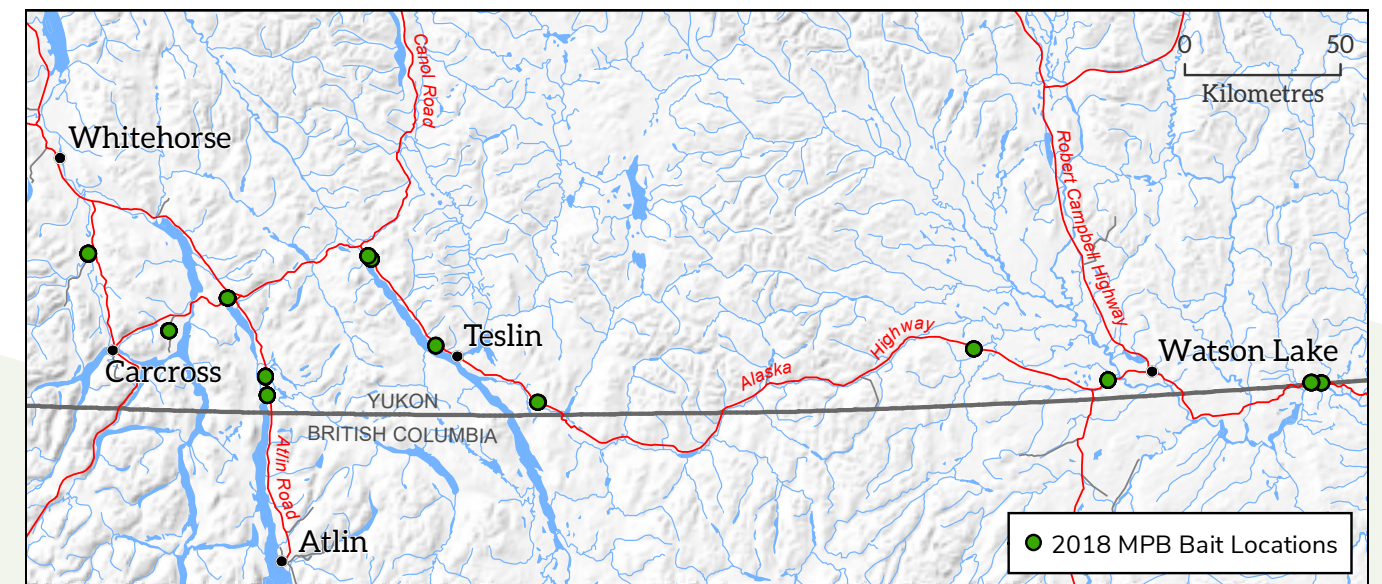 Canol Road
0 50
Kilometres
Whitehorse
Robert Campbell Highway
Teslin
Highway
Watson Lake
Carcross
Alaska
YUKON
BRITISH COLUMBIA
Atlin Road
Atlin
2018 MPB Bait Locations